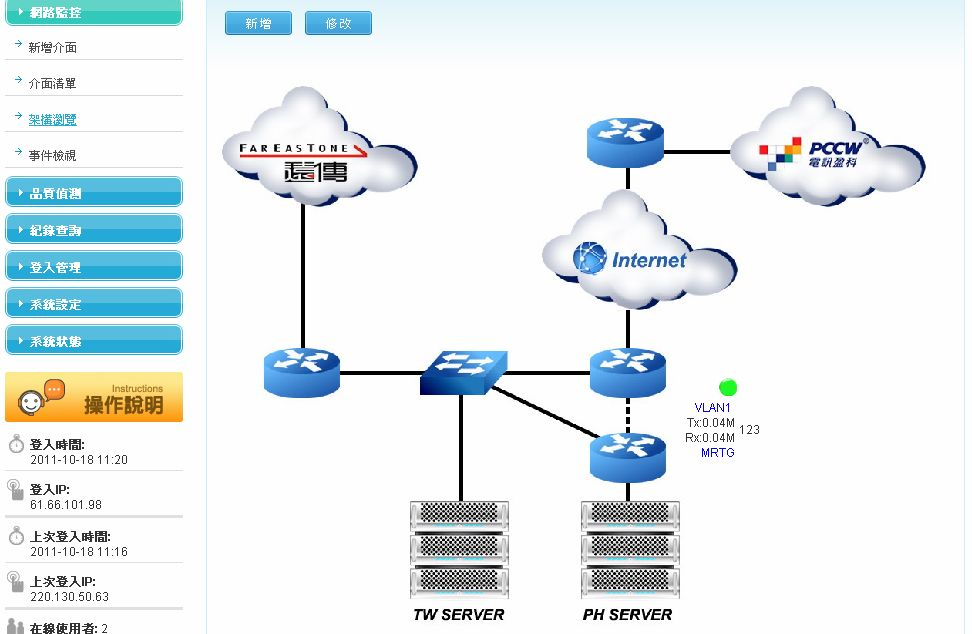 網路監控
新增介面
介面清單
架構瀏覽
事件檢視
品質偵測
紀錄查詢
登入管理
系統設定
系統狀態
Instructions
操作說明
登入時間:
2011-10-18 11:20
登入IP:
61.66.101.98
上次登入時間:
2011-10-18 11:16
上次登入IP:
220.130.50.63
在線使用者: 2
新增
修改
FAREASTONE
遠傳
PCCW®
電訊盈科
Internet
VLAN1
Tx:0.04M
Rx:0.04M
123
MRTG
TW SERVER
PH SERVER